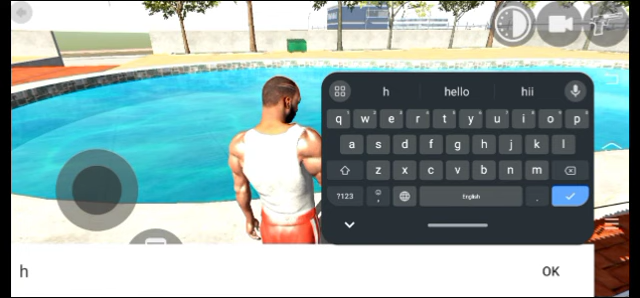 h hello hii
q w e r t y u i o p
a s d f g h j k l
z x c v b n m
?123 , English .
h OK